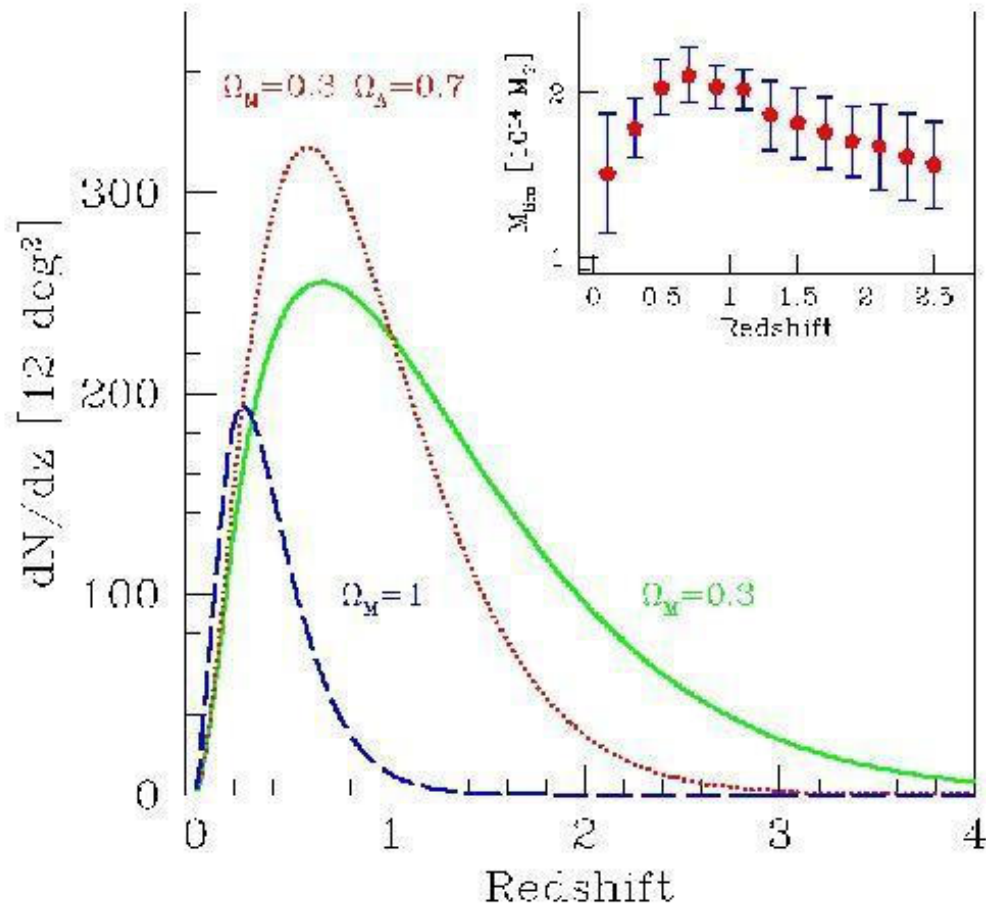 Ω_M=0.3 Ω_Λ=0.7
300
200
100
0
dN/dz [12 deg²]
Ω_M=1
Ω_M=0.3
0 1 2 3 4
Redshift
M_lim
1
0 0.5 1 1.5 2 2.5
Redshift